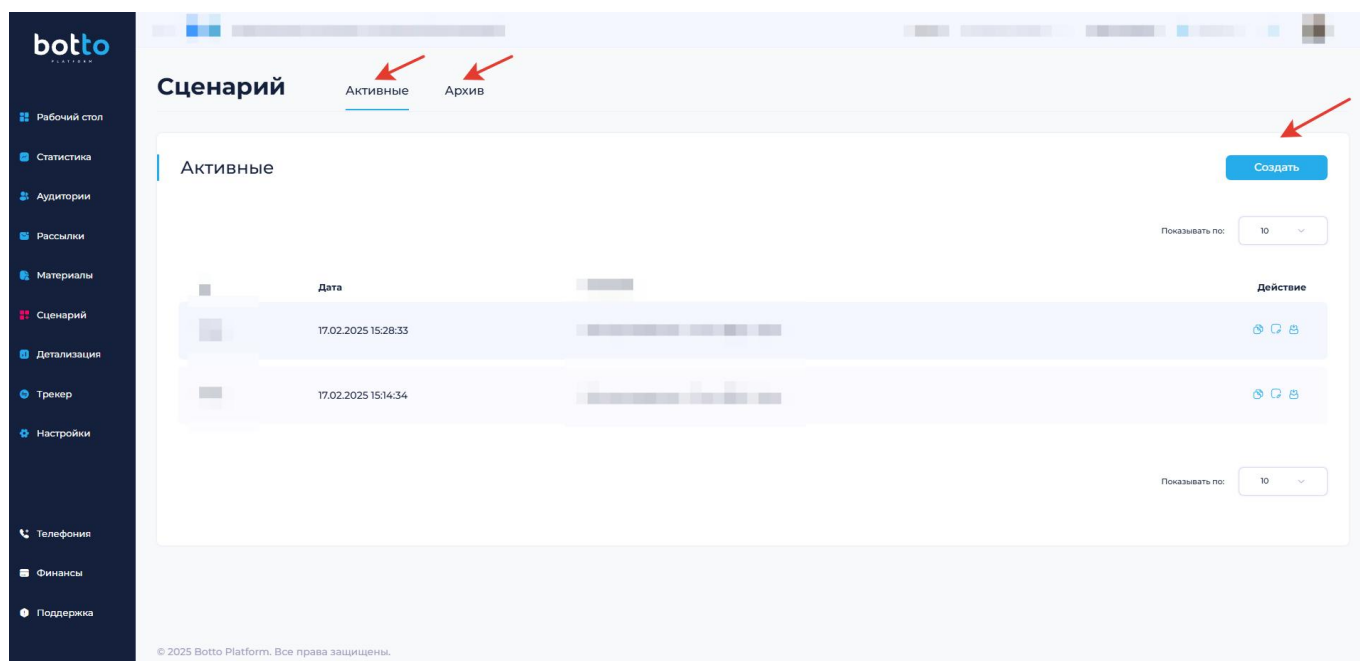 botto
PLATFORM
Рабочий стол
Статистика
Аудитории
Рассылки
Материалы
Сценарий
Детализация
Трекер
Настройки
Телефония
Финансы
Поддержка
Сценарий Активные Архив
Активные Создать
Показывать по: 10
Дата Действие
17.02.2025 15:28:33
17.02.2025 15:14:34
Показывать по: 10
© 2025 Botto Platform. Все права защищены.